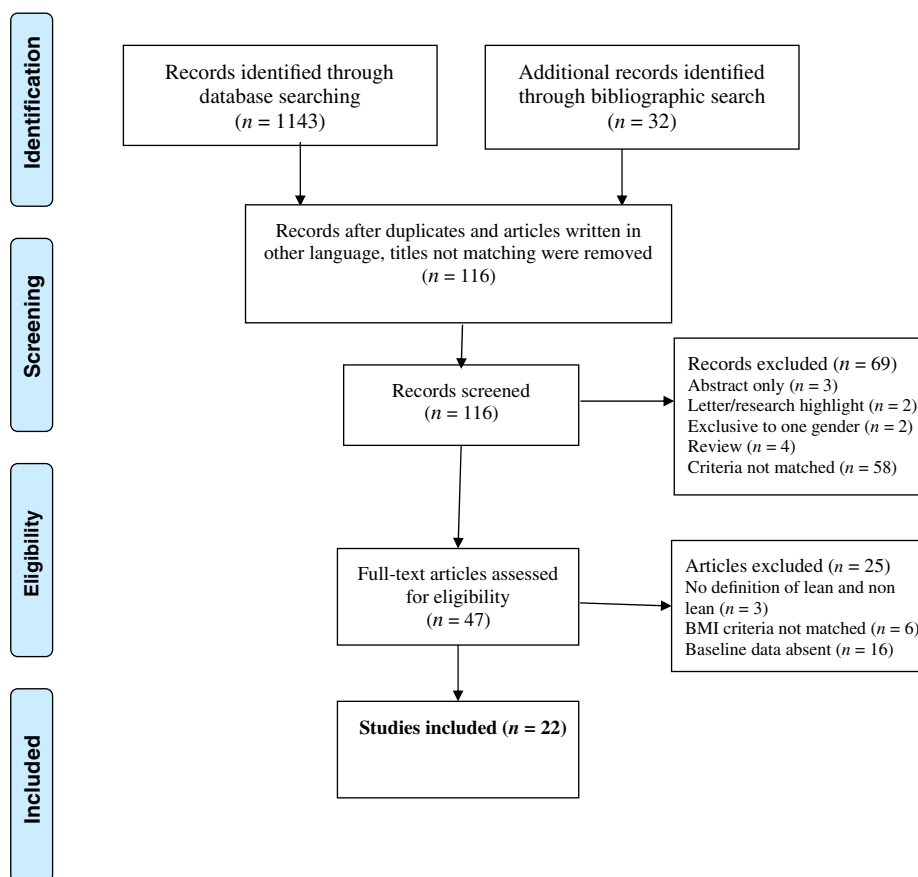 Identification
Records identified through
database searching
(n = 1143)
Additional records identified
through bibliographic search
(n = 32)
Records after duplicates and articles written in
other language, titles not matching were removed
(n = 116)
Screening
Records screened
(n = 116)
Records excluded (n = 69)
Abstract only (n = 3)
Letter/research highlight (n = 2)
Exclusive to one gender (n = 2)
Review (n = 4)
Criteria not matched (n = 58)
Eligibility
Full-text articles assessed
for eligibility
(n = 47)
Articles excluded (n = 25)
No definition of lean and non
lean (n = 3)
BMI criteria not matched (n = 6)
Baseline data absent (n = 16)
Included
Studies included (n = 22)